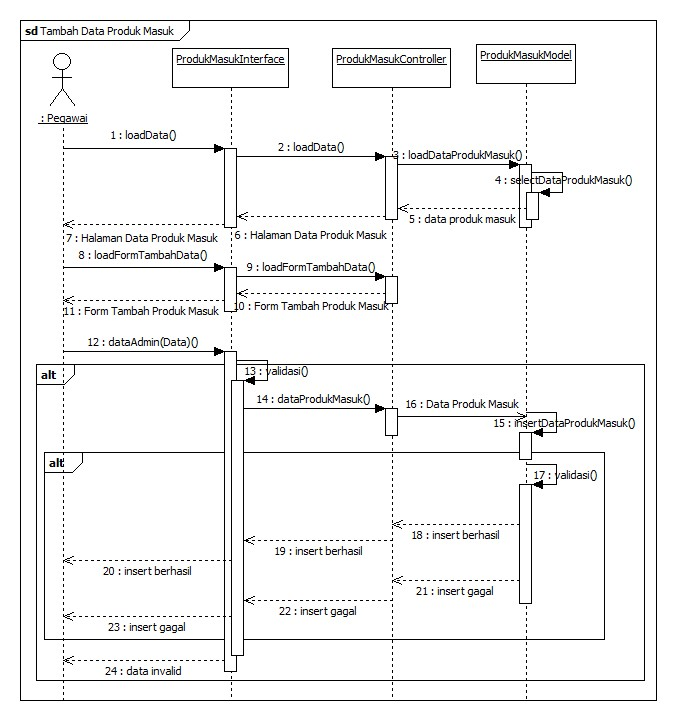 sd Tambah Data Produk Masuk
ProdukMasukInterface
ProdukMasukController
ProdukMasukModel
: Pegawai
1 : loadData()
2 : loadData()
3 : loadDataProdukMasuk()
4 : selectDataProdukMasuk()
5 : data produk masuk
6 : Halaman Data Produk Masuk
7 : Halaman Data Produk Masuk
8 : loadFormTambahData()
9 : loadFormTambahData()
10 : Form Tambah Produk Masuk
11 : Form Tambah Produk Masuk
12 : dataAdmin(Data)()
alt
13 : validasi()
14 : dataProdukMasuk()
16 : Data Produk Masuk
15 : insertDataProdukMasuk()
alt
17 : validasi()
18 : insert berhasil
19 : insert berhasil
20 : insert berhasil
21 : insert gagal
22 : insert gagal
23 : insert gagal
24 : data invalid